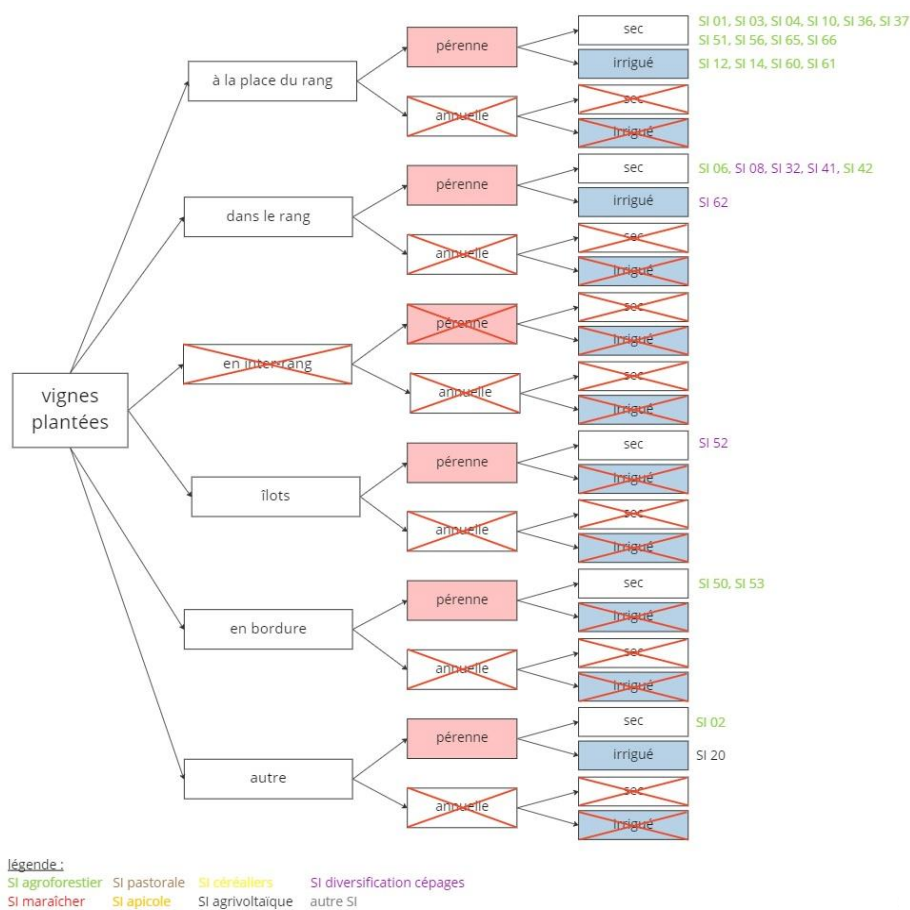 vignes
plantées
à la place du rang
pérenne
sec
SI 01, SI 03, SI 04, SI 10, SI 36, SI 37
SI 51, SI 56, SI 65, SI 66
irrigué
SI 12, SI 14, SI 60, SI 61
annuelle
sec
irrigué
dans le rang
pérenne
sec
SI 06, SI 08, SI 32, SI 41, SI 42
irrigué
SI 62
annuelle
sec
irrigué
en inter-rang
pérenne
sec
irrigué
annuelle
sec
irrigué
îlots
pérenne
sec
SI 52
irrigué
annuelle
sec
irrigué
en bordure
pérenne
sec
SI 50, SI 53
irrigué
annuelle
sec
irrigué
autre
pérenne
sec
SI 02
irrigué
SI 20
annuelle
sec
irrigué
légende :
SI agroforestier SI pastorale SI céréaliers SI diversification cépages
SI maraîcher SI apicole SI agrivoltaïque autre SI